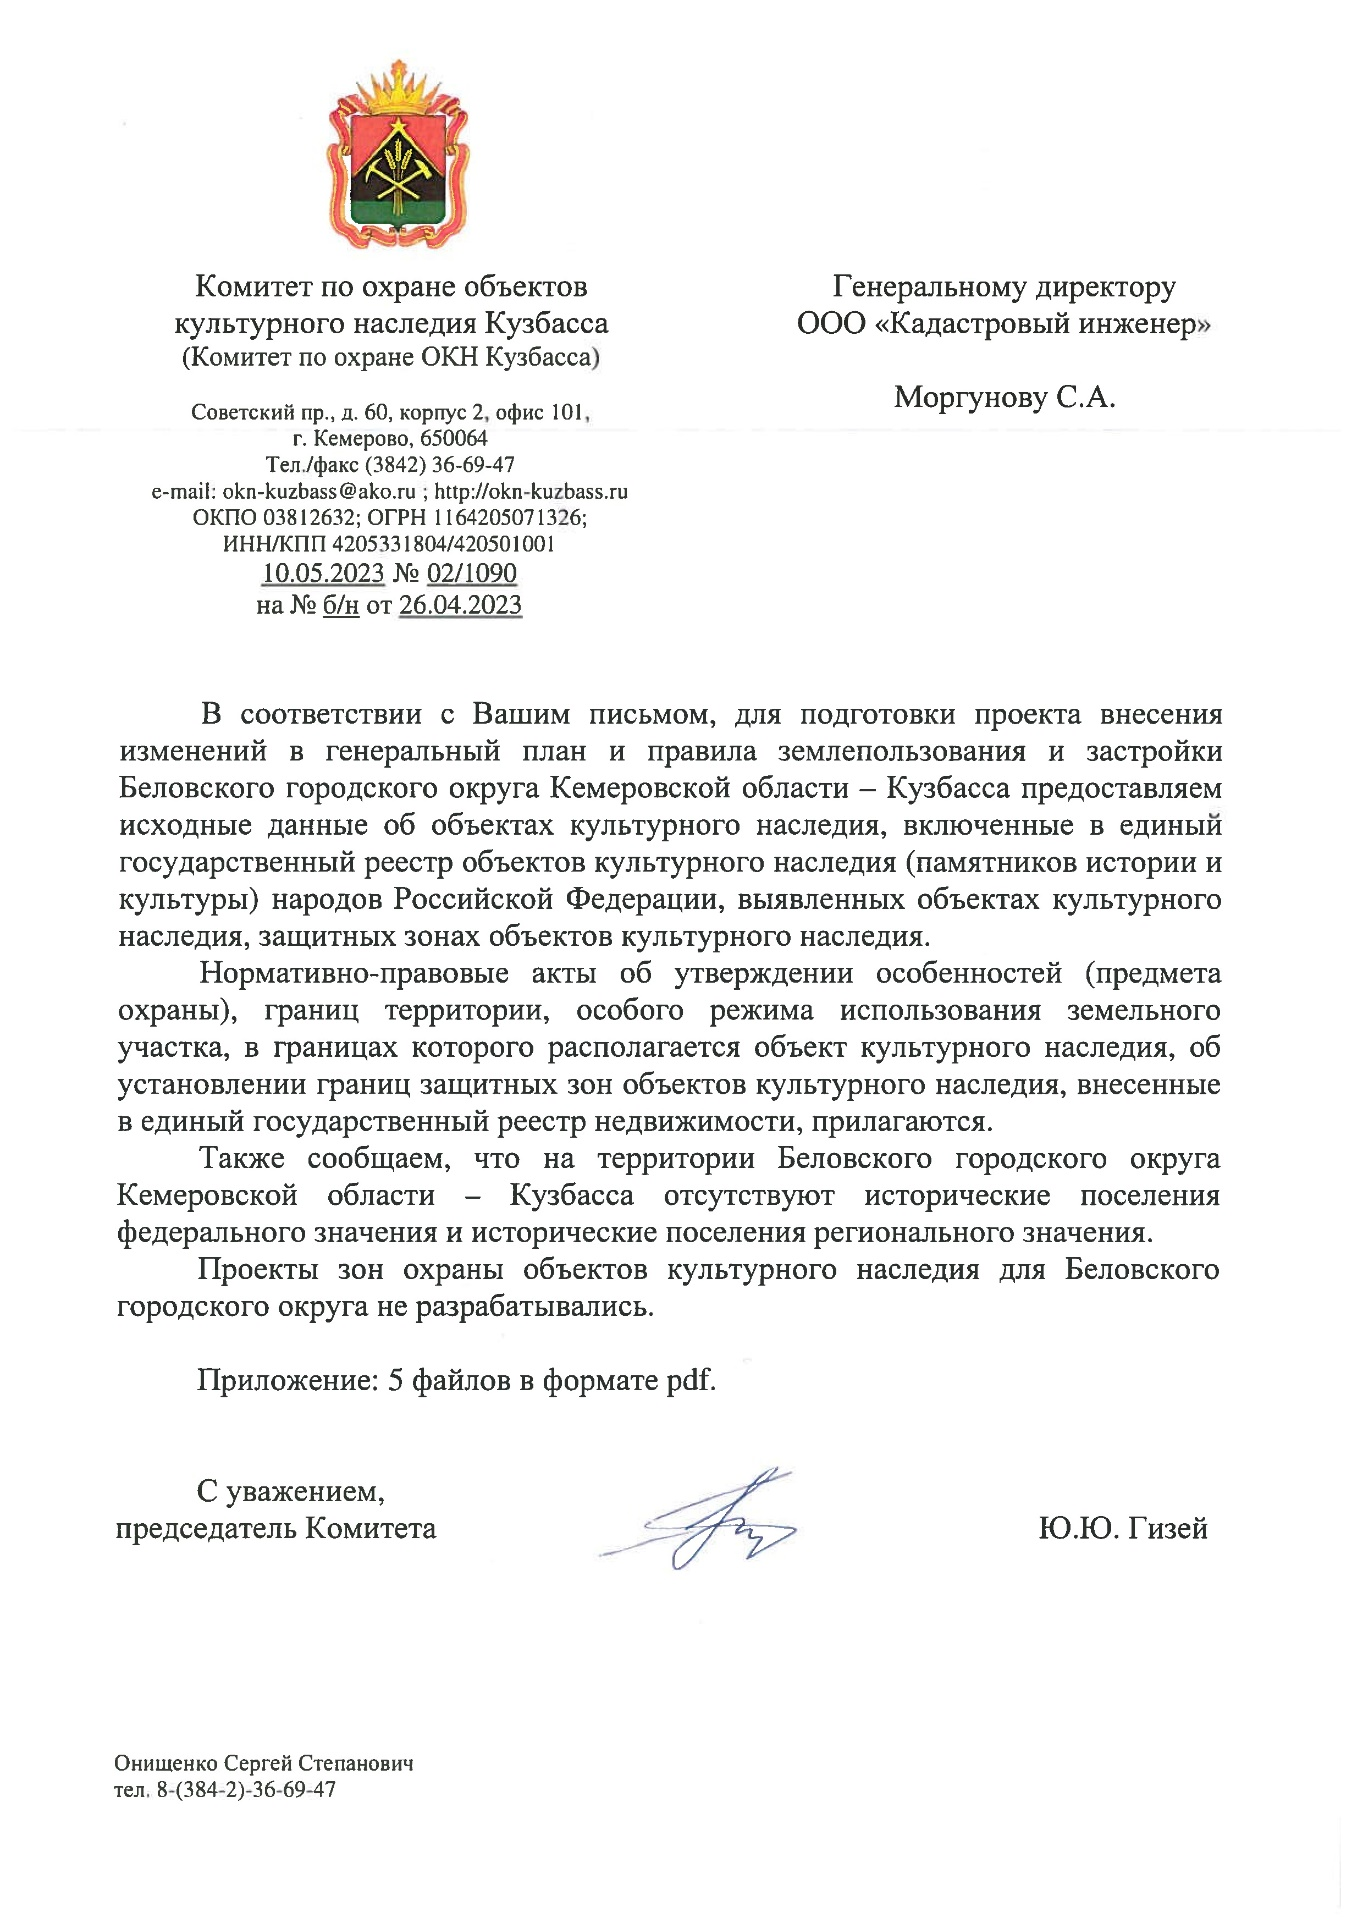 Комитет по охране объектов
культурного наследия Кузбасса
(Комитет по охране ОКН Кузбасса)
Советский пр., д. 60, корпус 2, офис 101,
г. Кемерово, 650064
Тел./факс (3842) 36-69-47
e-mail: okn-kuzbass@ako.ru ; http://okn-kuzbass.ru
ОКПО 03812632; ОГРН 1164205071326;
ИНН/КПП 4205331804/420501001
10.05.2023 № 02/1090
на № б/н от 26.04.2023
Генеральному директору
ООО «Кадастровый инженер»
Моргунову С.А.
В соответствии с Вашим письмом, для подготовки проекта внесения
изменений в генеральный план и правила землепользования и застройки
Беловского городского округа Кемеровской области – Кузбасса предоставляем
исходные данные об объектах культурного наследия, включенные в единый
государственный реестр объектов культурного наследия (памятников истории и
культуры) народов Российской Федерации, выявленных объектах культурного
наследия, защитных зонах объектов культурного наследия.
Нормативно-правовые акты об утверждении особенностей (предмета
охраны), границ территории, особого режима использования земельного
участка, в границах которого располагается объект культурного наследия, об
установлении границ защитных зон объектов культурного наследия, внесенные
в единый государственный реестр недвижимости, прилагаются.
Также сообщаем, что на территории Беловского городского округа
Кемеровской области – Кузбасса отсутствуют исторические поселения
федерального значения и исторические поселения регионального значения.
Проекты зон охраны объектов культурного наследия для Беловского
городского округа не разрабатывались.
Приложение: 5 файлов в формате pdf.
С уважением,
председатель Комитета
Ю.Ю. Гизей
Онищенко Сергей Степанович
тел. 8-(384-2)-36-69-47